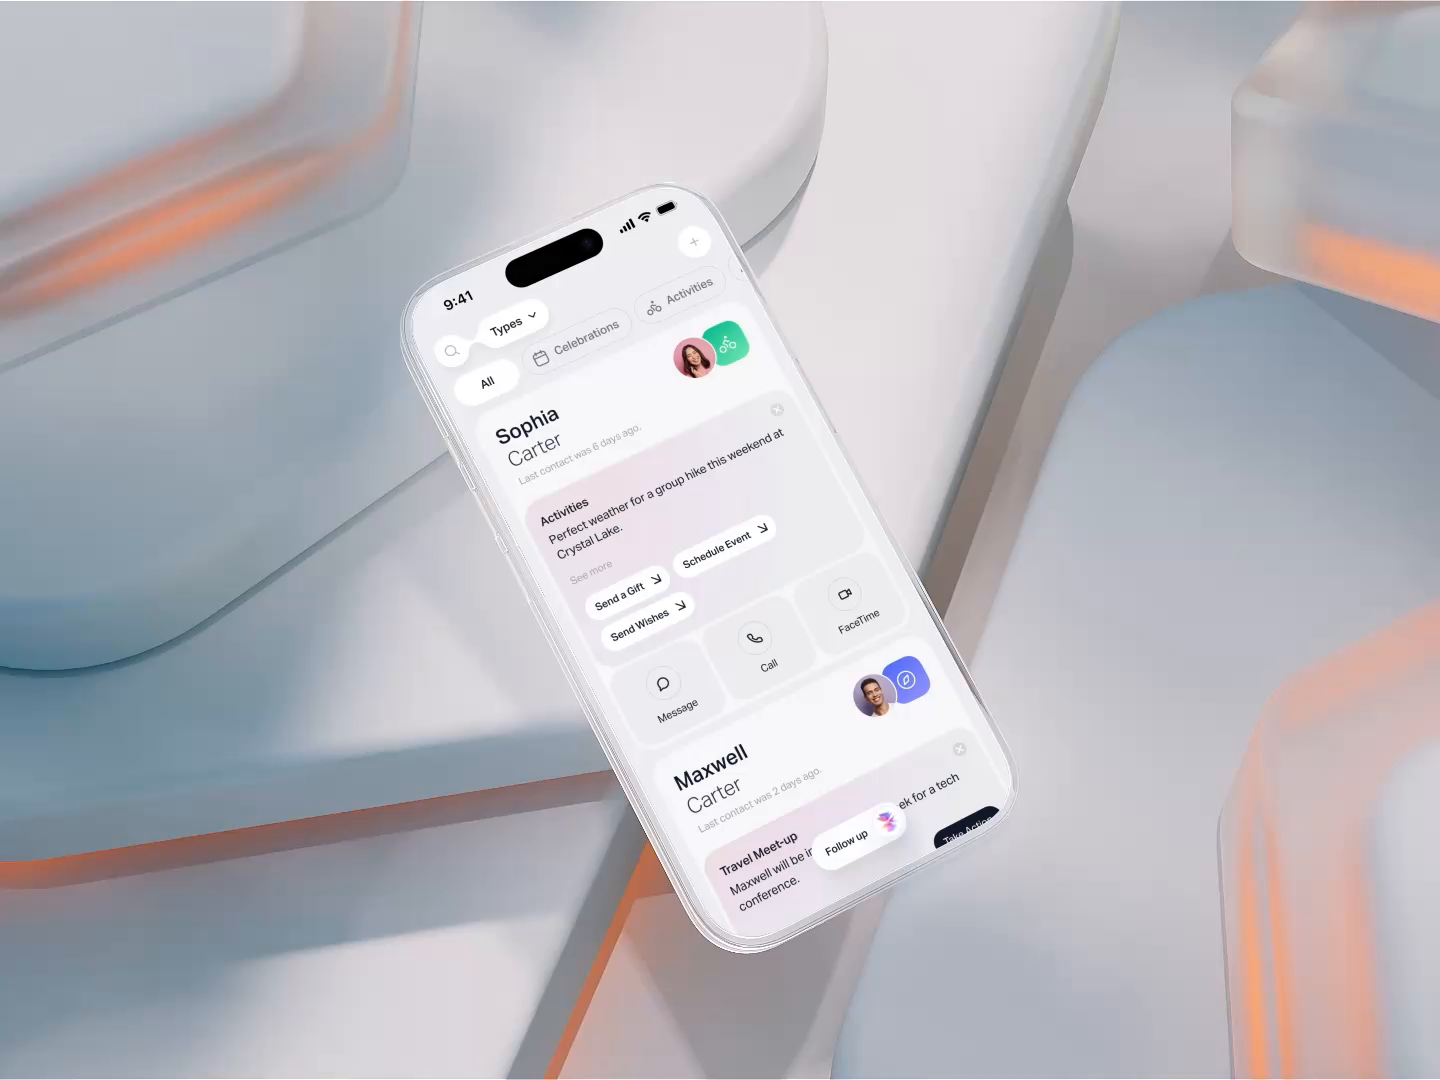 9:41
Types
All
Celebrations
Activities
Sophia
Carter
Last contact was 6 days ago.
Activities
Perfect weather for a group hike this weekend at
Crystal Lake.
See more
Send a Gift
Schedule Event
Send Wishes
Message
Call
FaceTime
Maxwell
Carter
Last contact was 2 days ago.
Travel Meet-up
Maxwell will be in
ek for a tech
conference.
Follow up
Take Action